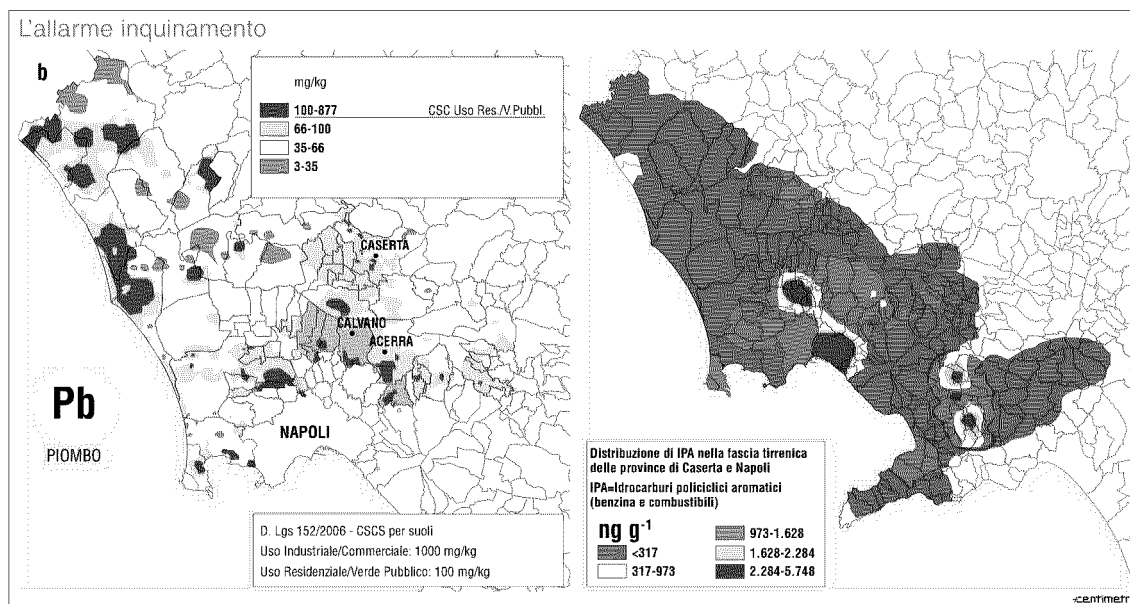 L'allarme inquinamento
b
mg/kg
100-877 CSC Uso Res./V.Pubbl.
66-100
35-66
3-35
CASERTA
CALVANO
ACERRA
NAPOLI
Pb
PIOMBO
D. Lgs 152/2006 - CSCS per suoli
Uso Industriale/Commerciale: 1000 mg/kg
Uso Residenziale/Verde Pubblico: 100 mg/kg
Distribuzione di IPA nella fascia tirrenica
delle province di Caserta e Napoli
IPA=Idrocarburi policiclici aromatici
(benzina e combustibili)
ng g⁻¹
<317
317-973
973-1.628
1.628-2.284
2.284-5.748
-centimetri